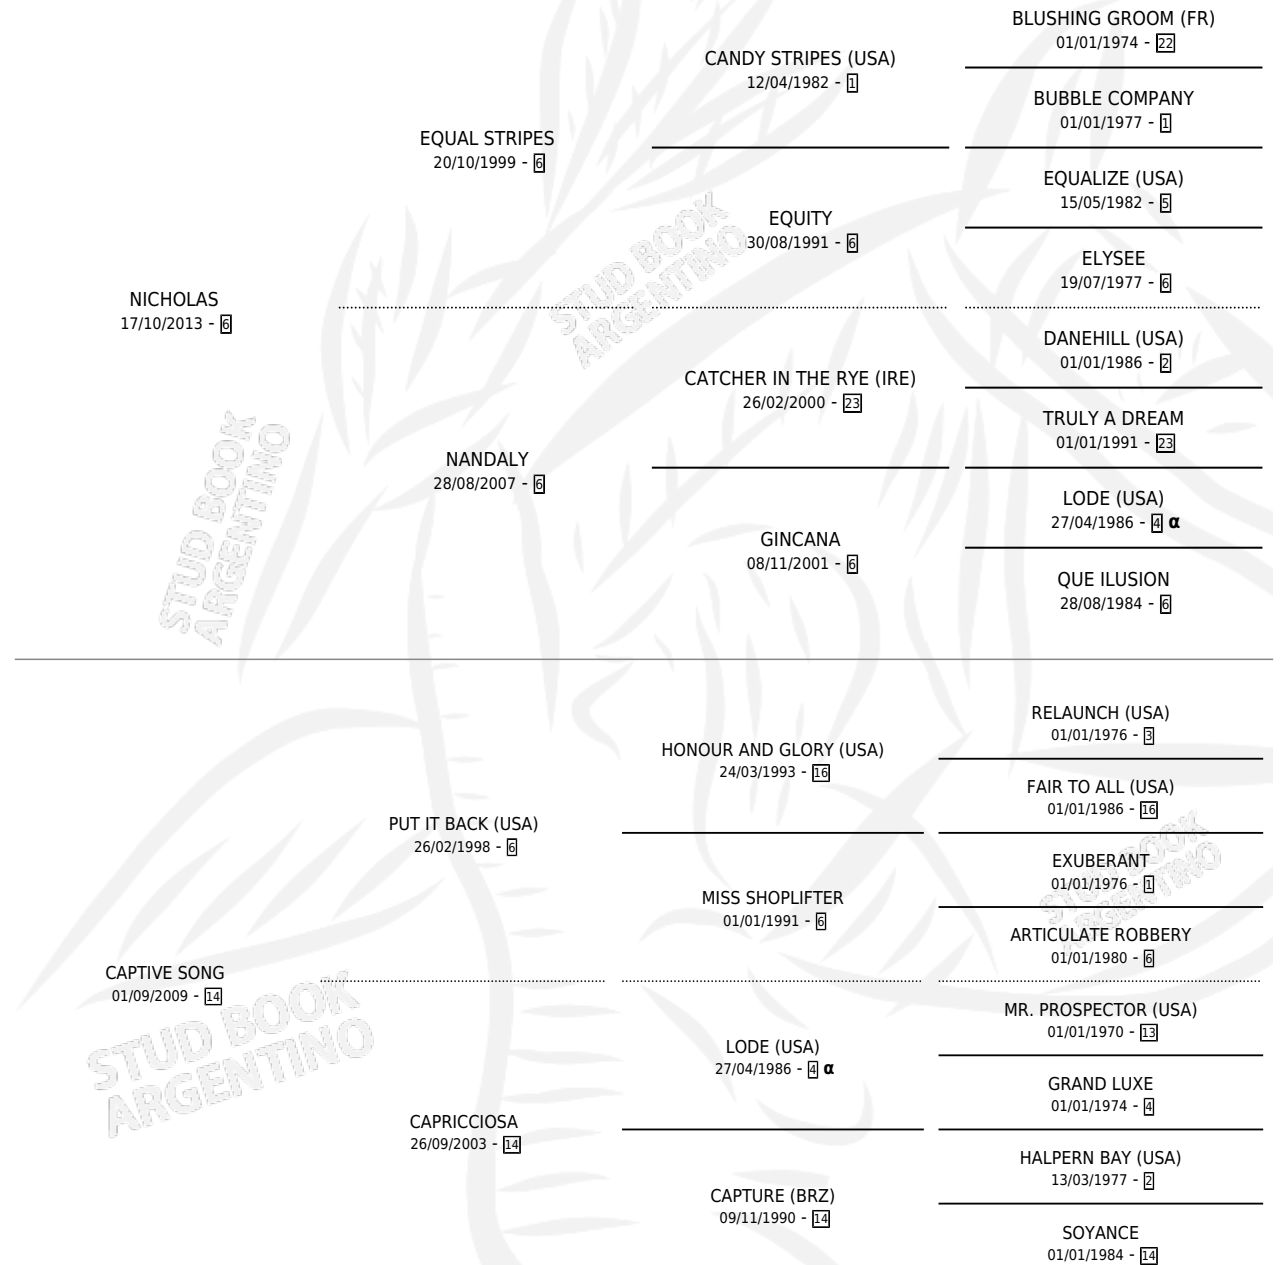 BLUSHING GROOM (FR)
01/01/1974 - 22
CANDY STRIPES (USA)
12/04/1982 - 1
BUBBLE COMPANY
01/01/1977 - 1
EQUAL STRIPES
20/10/1999 - 6
EQUALIZE (USA)
15/05/1982 - 5
EQUITY
30/08/1991 - 6
ELYSEE
19/07/1977 - 6
NICHOLAS
17/10/2013 - 6
DANEHILL (USA)
01/01/1986 - 2
CATCHER IN THE RYE (IRE)
26/02/2000 - 23
TRULY A DREAM
01/01/1991 - 23
NANDALY
28/08/2007 - 6
LODE (USA)
27/04/1986 - 4 α
GINCANA
08/11/2001 - 6
QUE ILUSION
28/08/1984 - 6
RELAUNCH (USA)
01/01/1976 - 3
HONOUR AND GLORY (USA)
24/03/1993 - 16
FAIR TO ALL (USA)
01/01/1986 - 16
PUT IT BACK (USA)
26/02/1998 - 6
EXUBERANT
01/01/1976 - 1
MISS SHOPLIFTER
01/01/1991 - 6
ARTICULATE ROBBERY
01/01/1980 - 6
CAPTIVE SONG
01/09/2009 - 14
MR. PROSPECTOR (USA)
01/01/1970 - 13
LODE (USA)
27/04/1986 - 4 α
GRAND LUXE
01/01/1974 - 4
CAPRICCIOSA
26/09/2003 - 14
HALPERN BAY (USA)
13/03/1977 - 2
CAPTURE (BRZ)
09/11/1990 - 14
SOYANCE
01/01/1984 - 14
STUD BOOK
ARGENTINO
STUD BOOK
ARGENTINO
STUD BOOK
ARGENTINO
STUD BOOK
ARGENTINO